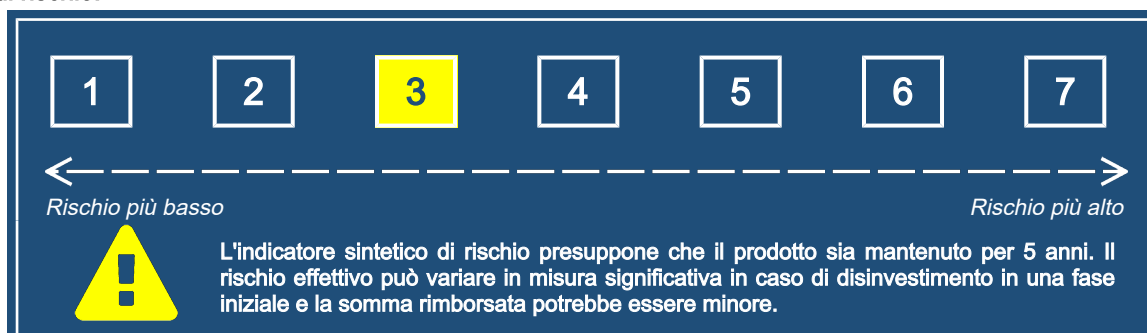 1 2 3 4 5 6 7
Rischio più basso Rischio più alto
L'indicatore sintetico di rischio presuppone che il prodotto sia mantenuto per 5 anni. Il
rischio effettivo può variare in misura significativa in caso di disinvestimento in una fase
iniziale e la somma rimborsata potrebbe essere minore.